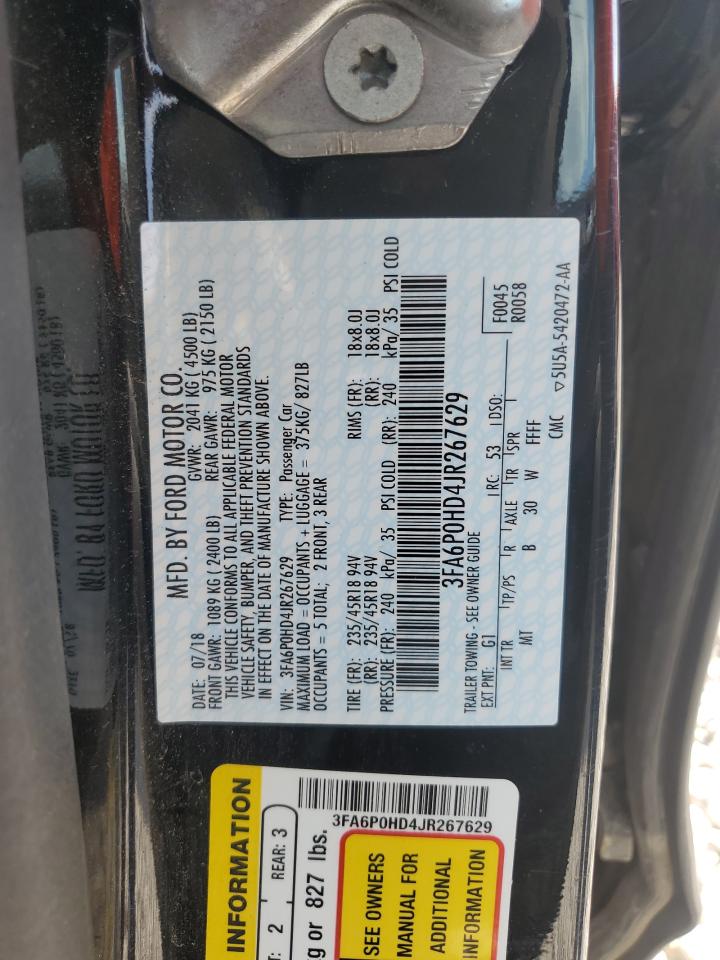 MFD. BY FORD MOTOR CO.
DATE: 07/18 GVWR: 2041 KG ( 4500 LB)
FRONT GAWR: 1089 KG ( 2400 LB) REAR GAWR: 975 KG ( 2150 LB)
THIS VEHICLE CONFORMS TO ALL APPLICABLE FEDERAL MOTOR
VEHICLE SAFETY, BUMPER, AND THEFT PREVENTION STANDARDS
IN EFFECT ON THE DATE OF MANUFACTURE SHOWN ABOVE.
VIN: 3FA6P0HD4JR267629 TYPE: Passenger Car
MAXIMUM LOAD = OCCUPANTS + LUGGAGE = 375KG/ 827LB
OCCUPANTS = 5 TOTAL; 2 FRONT, 3 REAR
TIRE (FR): 235/45R18 94V RIMS (FR): 18x8.0J
(RR): 235/45R18 94V (RR): 18x8.0J
PRESSURE (FR): 240 kPa/ 35 PSI COLD (RR): 240 kPa/ 35 PSI COLD
3FA6P0HD4JR267629
TRAILER TOWING - SEE OWNER GUIDE
F0045
R0058
EXT PNT: G1 RC: 53 DSO:
INT TR TP/PS R AXLE TR SPR
MT B 30 W FFFF
CMC ▽5U5A-5420472-AA
INFORMATION
T: 2 REAR: 3
g or 827 lbs.
3FA6P0HD4JR267629
SEE OWNERS
MANUAL FOR
ADDITIONAL
INFORMATION